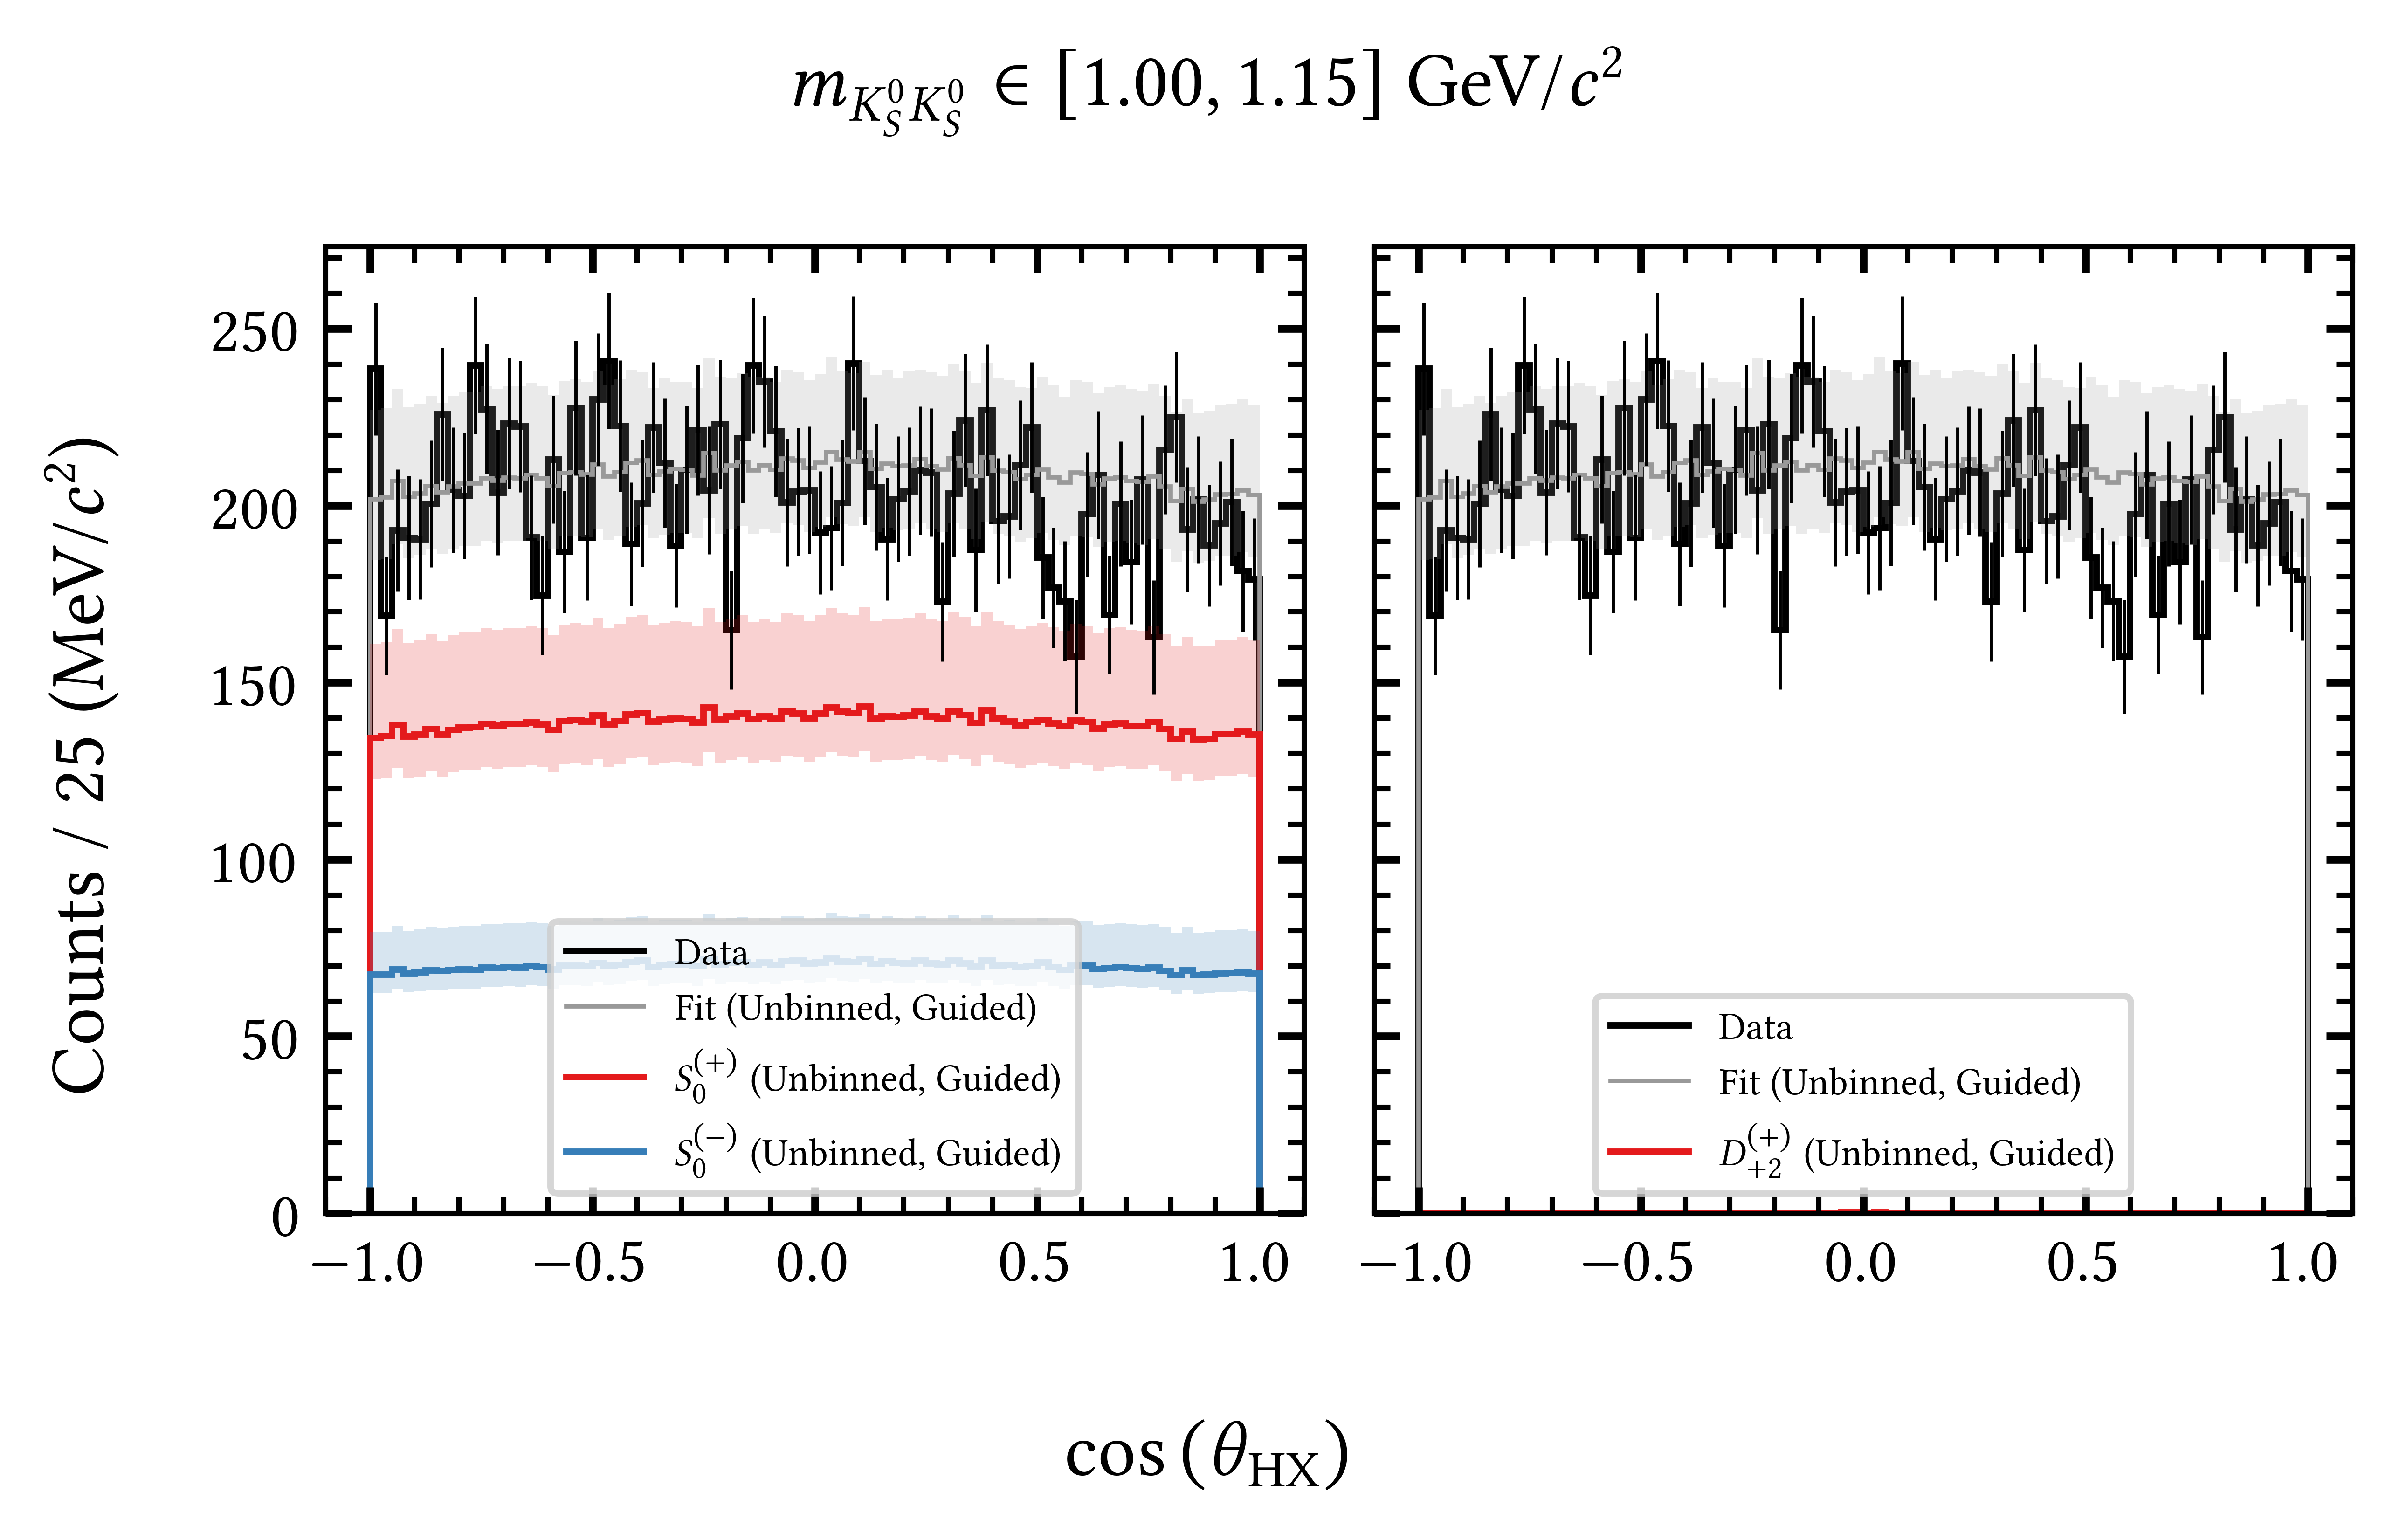 m_{K_S^0 K_S^0} ∈ [1.00, 1.15] GeV/c²
Counts / 25 (MeV/c²)
250
200
150
100
50
0
Data
Fit (Unbinned, Guided)
S_0^{(+)} (Unbinned, Guided)
S_0^{(−)} (Unbinned, Guided)
Data
Fit (Unbinned, Guided)
D_{+2}^{(+)} (Unbinned, Guided)
−1.0 −0.5 0.0 0.5 1.0
−1.0 −0.5 0.0 0.5 1.0
cos (θ_{HX})